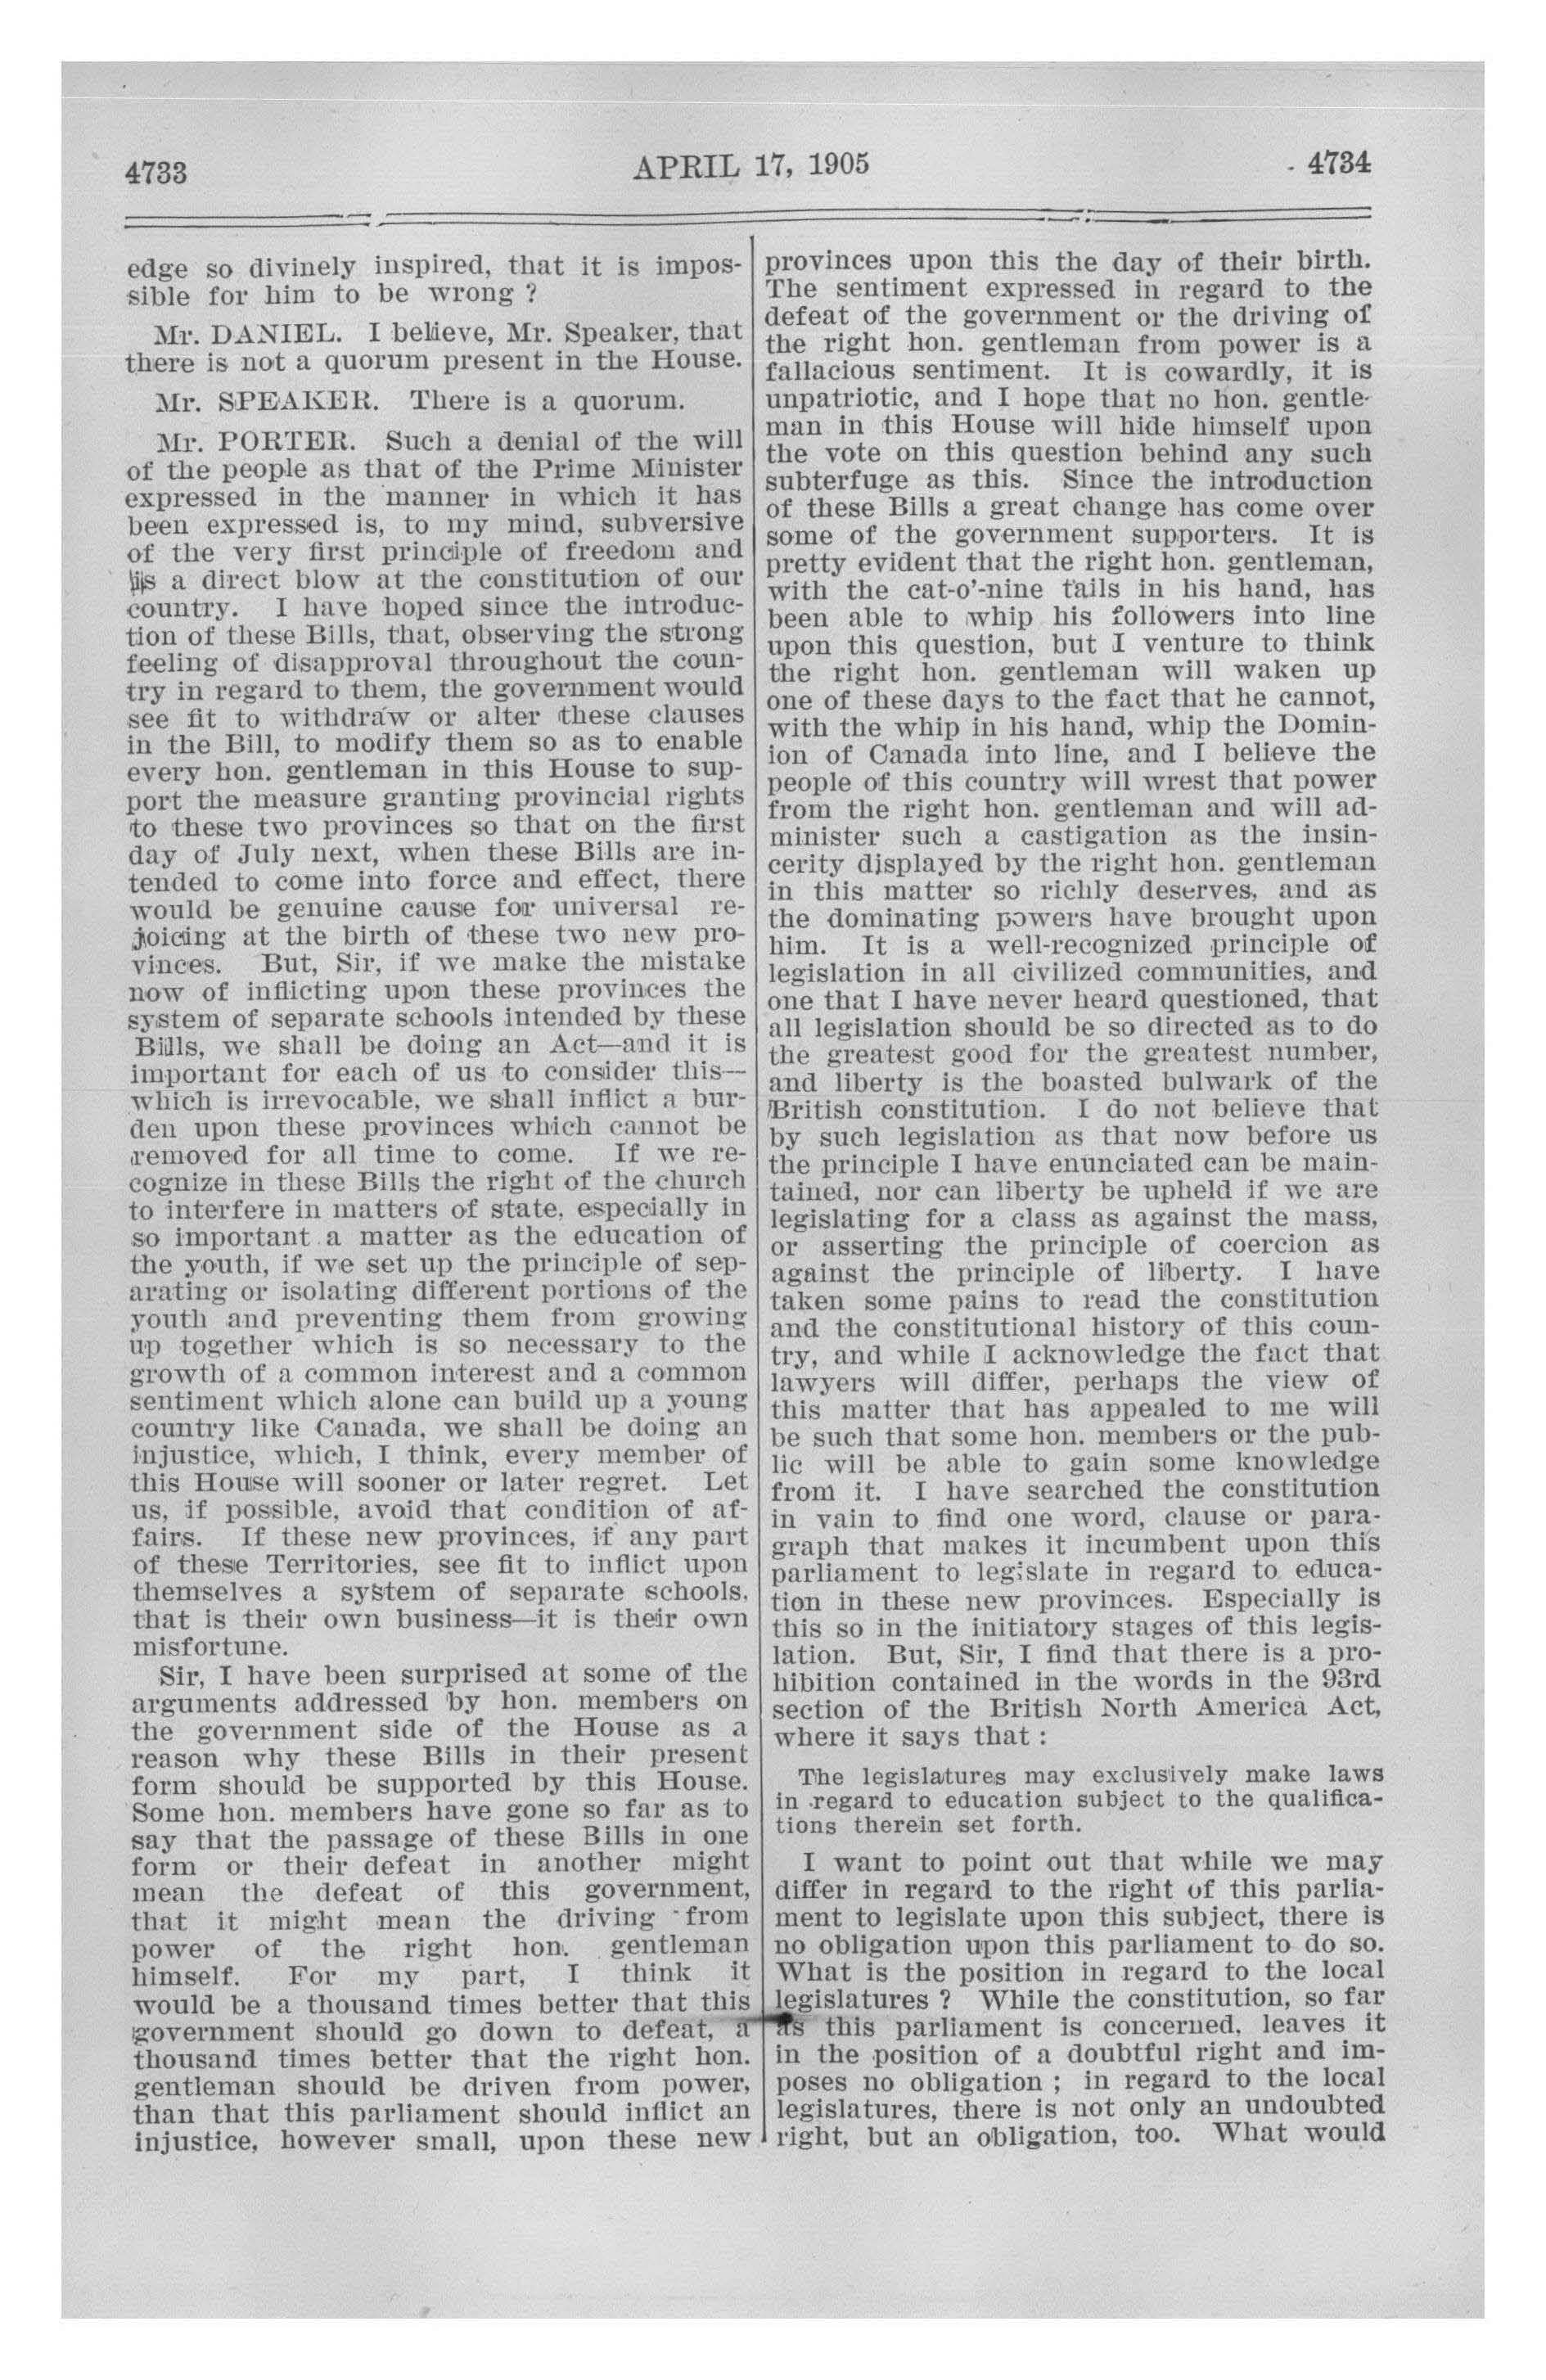 4733
APRIL 17, 1905
4734
edge so divinely inspired, that it is impos-
sible for him to be wrong ?
Mr. DANIEL. I believe, Mr. Speaker, that
there is not a quorum present in the House.
Mr. SPEAKER. There is a quorum.
Mr. PORTER. Such a denial of the will
of the people as that of the Prime Minister
expressed in the manner in which it has
been expressed is, to my mind, subversive
of the very first principle of freedom and
is a direct blow at the constitution of our
country. I have hoped since the introduc-
tion of these Bills, that, observing the strong
feeling of disapproval throughout the coun-
try in regard to them, the government would
see fit to withdraw or alter these clauses
in the Bill, to modify them so as to enable
every hon. gentleman in this House to sup-
port the measure granting provincial rights
to these two provinces so that on the first
day of July next, when these Bills are in-
tended to come into force and effect, there
would be genuine cause for universal re-
joicing at the birth of these two new pro-
vinces. But, Sir, if we make the mistake
now of inflicting upon these provinces the
system of separate schools intended by these
Bills, we shall be doing an Act—and it is
important for each of us to consider this—
which is irrevocable, we shall inflict a bur-
den upon these provinces which cannot be
removed for all time to come. If we re-
cognize in these Bills the right of the church
to interfere in matters of state, especially in
so important a matter as the education of
the youth, if we set up the principle of sep-
arating or isolating different portions of the
youth and preventing them from growing
up together which is so necessary to the
growth of a common interest and a common
sentiment which alone can build up a young
country like Canada, we shall be doing an
injustice, which, I think, every member of
this House will sooner or later regret. Let
us, if possible, avoid that condition of af-
fairs. If these new provinces, if any part
of these Territories, see fit to inflict upon
themselves a system of separate schools,
that is their own business—it is their own
misfortune.
Sir, I have been surprised at some of the
arguments addressed by hon. members on
the government side of the House as a
reason why these Bills in their present
form should be supported by this House.
Some hon. members have gone so far as to
say that the passage of these Bills in one
form or their defeat in another might
mean the defeat of this government,
that it might mean the driving from
power of the right hon. gentleman
himself. For my part, I think it
would be a thousand times better that this
government should go down to defeat, a
thousand times better that the right hon.
gentleman should be driven from power,
than that this parliament should inflict an
injustice, however small, upon these new
provinces upon this the day of their birth.
The sentiment expressed in regard to the
defeat of the government or the driving of
the right hon. gentleman from power is a
fallacious sentiment. It is cowardly, it is
unpatriotic, and I hope that no hon. gentle-
man in this House will hide himself upon
the vote on this question behind any such
subterfuge as this. Since the introduction
of these Bills a great change has come over
some of the government supporters. It is
pretty evident that the right hon. gentleman,
with the cat-o'-nine tails in his hand, has
been able to whip his followers into line
upon this question, but I venture to think
the right hon. gentleman will waken up
one of these days to the fact that he cannot,
with the whip in his hand, whip the Domin-
ion of Canada into line, and I believe the
people of this country will wrest that power
from the right hon. gentleman and will ad-
minister such a castigation as the insin-
cerity displayed by the right hon. gentleman
in this matter so richly deserves, and as
the dominating powers have brought upon
him. It is a well-recognized principle of
legislation in all civilized communities, and
one that I have never heard questioned, that
all legislation should be so directed as to do
the greatest good for the greatest number,
and liberty is the boasted bulwark of the
British constitution. I do not believe that
by such legislation as that now before us
the principle I have enunciated can be main-
tained, nor can liberty be upheld if we are
legislating for a class as against the mass,
or asserting the principle of coercion as
against the principle of liberty. I have
taken some pains to read the constitution
and the constitutional history of this coun-
try, and while I acknowledge the fact that
lawyers will differ, perhaps the view of
this matter that has appealed to me will
be such that some hon. members or the pub-
lic will be able to gain some knowledge
from it. I have searched the constitution
in vain to find one word, clause or para-
graph that makes it incumbent upon this
parliament to legislate in regard to educa-
tion in these new provinces. Especially is
this so in the initiatory stages of this legis-
lation. But, Sir, I find that there is a pro-
hibition contained in the words in the 93rd
section of the British North America Act,
where it says that :
The legislatures may exclusively make laws
in regard to education subject to the qualifica-
tions therein set forth.
I want to point out that while we may
differ in regard to the right of this parlia-
ment to legislate upon this subject, there is
no obligation upon this parliament to do so.
What is the position in regard to the local
legislatures ? While the constitution, so far
as this parliament is concerned, leaves it
in the position of a doubtful right and im-
poses no obligation ; in regard to the local
legislatures, there is not only an undoubted
right, but an obligation, too. What would